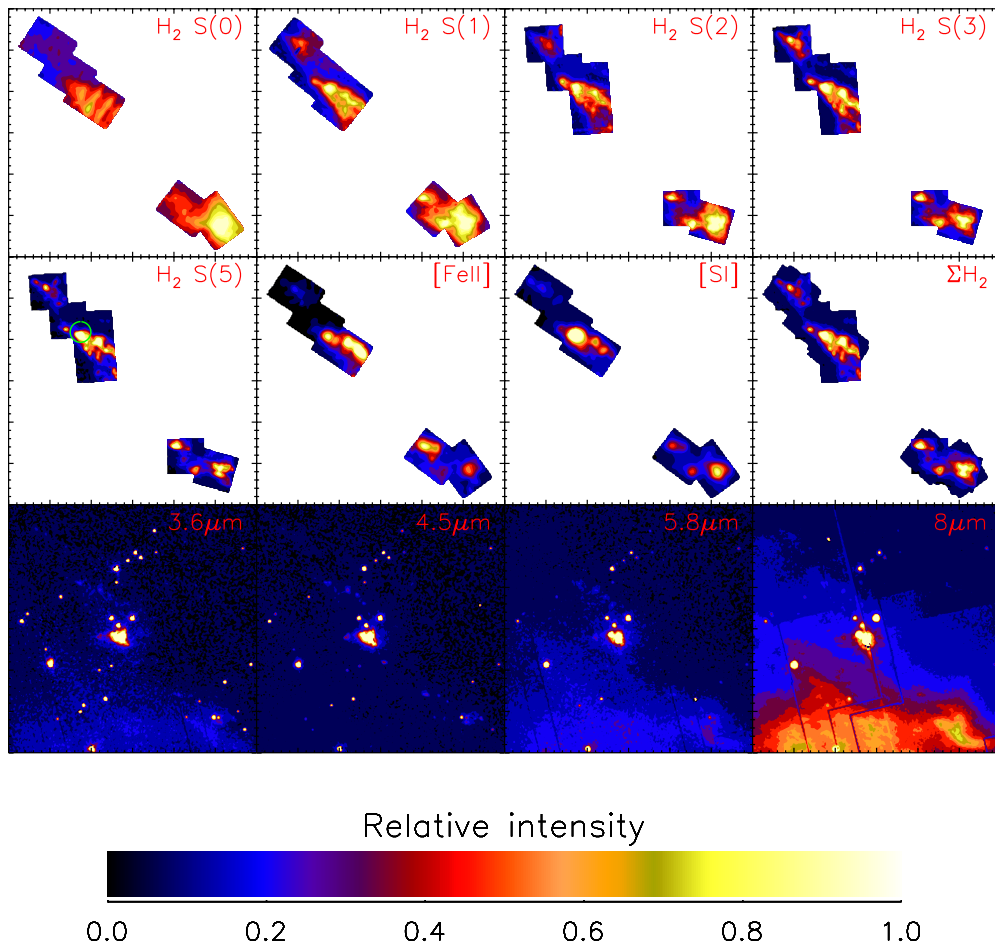 H₂ S(0)
H₂ S(1)
H₂ S(2)
H₂ S(3)
H₂ S(5)
[FeII]
[SI]
ΣH₂
3.6μm
4.5μm
5.8μm
8μm
Relative intensity
0.0 0.2 0.4 0.6 0.8 1.0